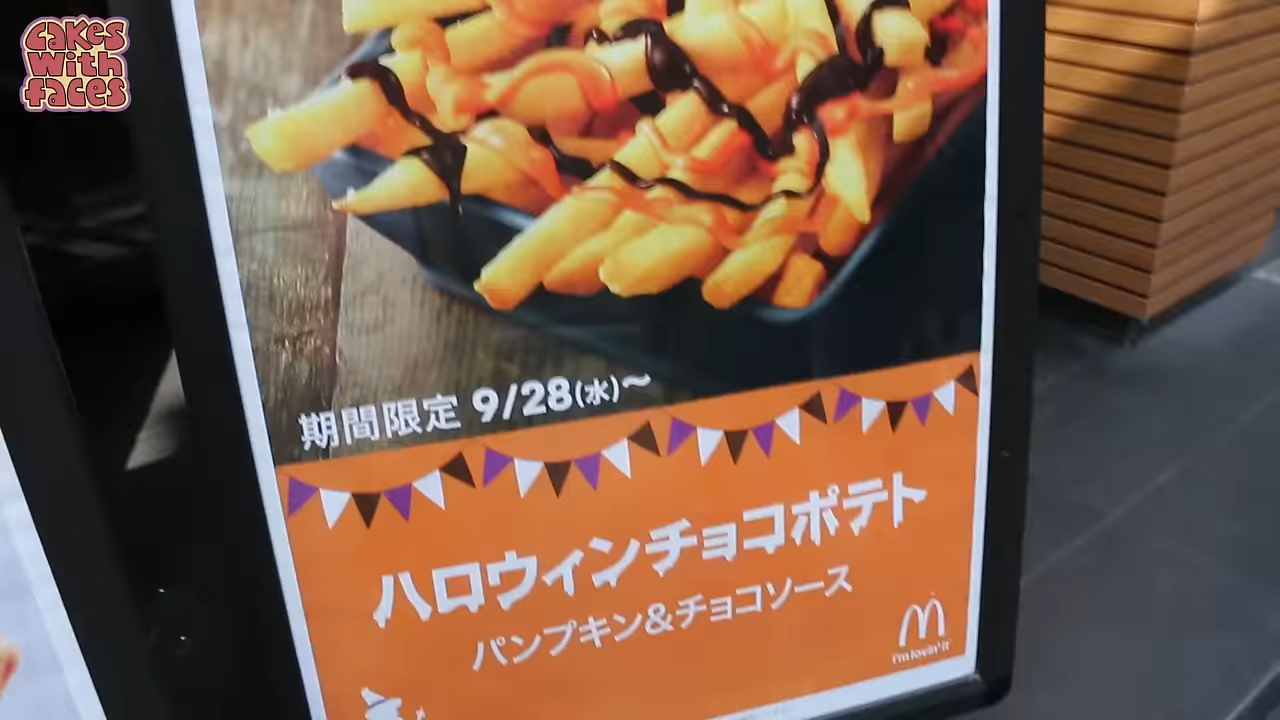 Cakes
With
faces
期間限定 9/28(水)〜
ハロウィンチョコポテト
パンプキン&チョコソース
i'm lovin' it